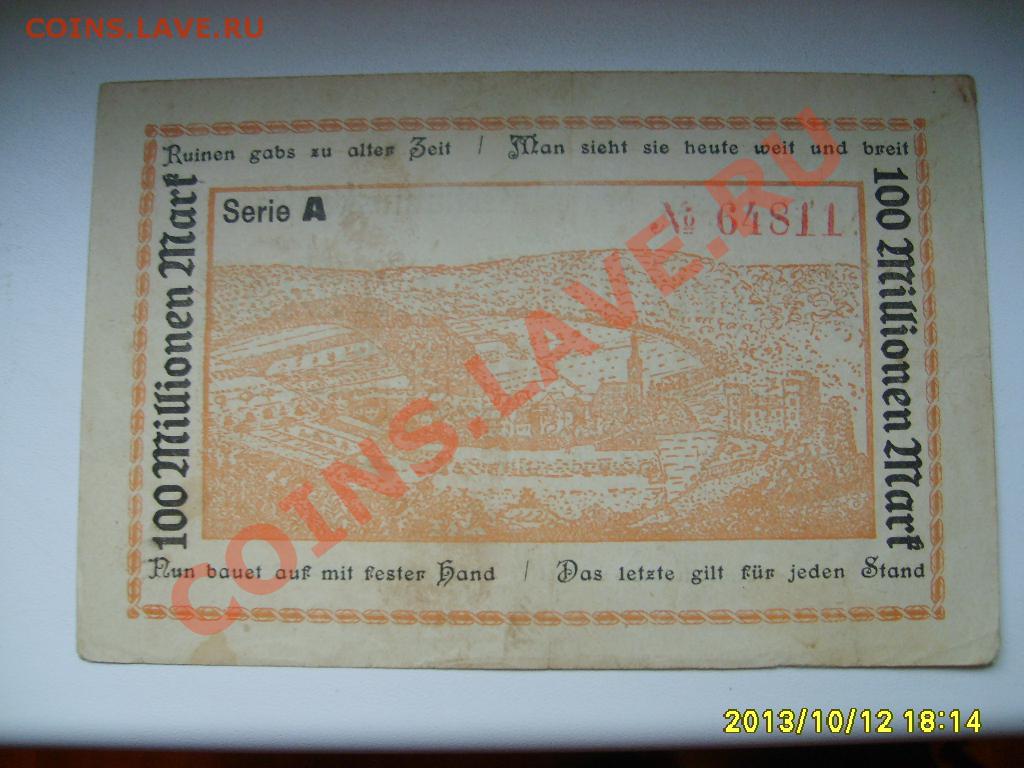 COINS.LAVE.RU
Ruinen gabs zu alter Zeit / Man sieht sie heute weit und breit
100 Millionen Mark
Serie A
№ 64811
100 Millionen Mark
COINS.LAVE.RU
Nun bauet auf mit fester Hand / Das letzte gilt für jeden Stand
2013/10/12 18:14